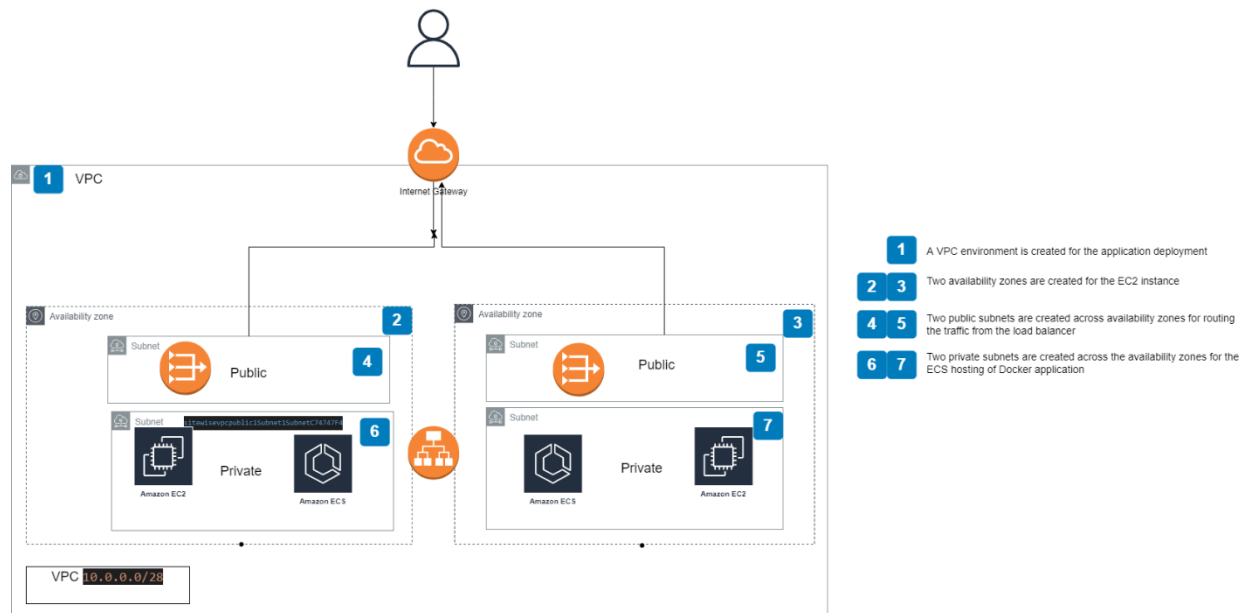 Internet Gateway
1
VPC
Availability zone
2
Subnet
Public
4
Subnet
sitewisevpcpublic1Subnet1SubnetC74747F4
6
Private
Amazon EC2
Amazon ECS
Availability zone
3
Subnet
Public
5
Subnet
7
Private
Amazon ECS
Amazon EC2
VPC 10.0.0.0/28
1
A VPC environment is created for the application deployment
2 3
Two availability zones are created for the EC2 instance
4 5
Two public subnets are created across availability zones for routing
the traffic from the load balancer
6 7
Two private subnets are created across the availability zones for the
ECS hosting of Docker application